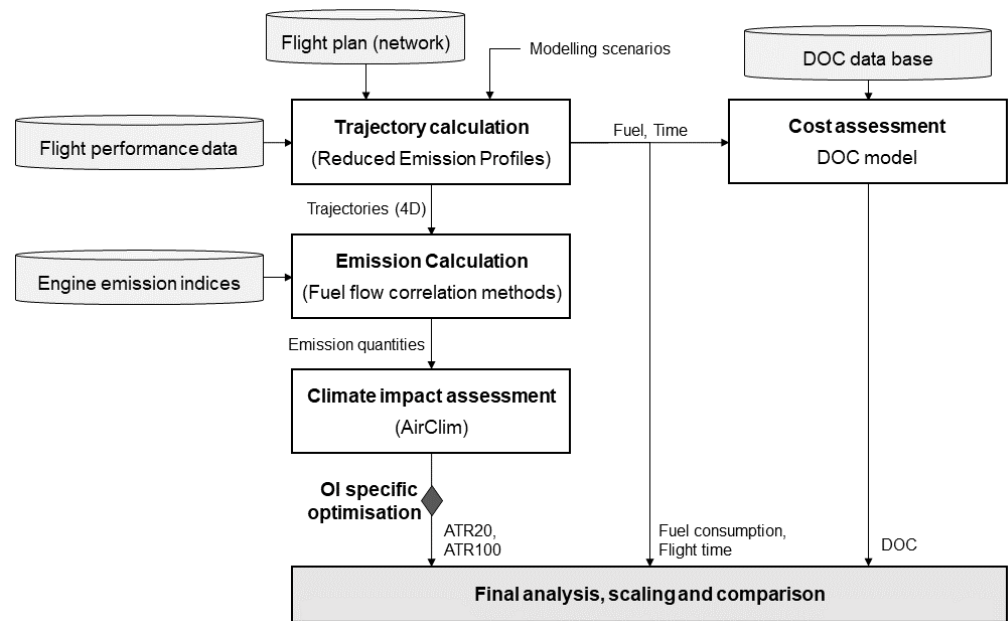 Flight plan (network)
Modelling scenarios
DOC data base
Flight performance data
Trajectory calculation
(Reduced Emission Profiles)
Fuel, Time
Cost assessment
DOC model
Trajectories (4D)
Engine emission indices
Emission Calculation
(Fuel flow correlation methods)
Emission quantities
Climate impact assessment
(AirClim)
OI specific
optimisation
ATR20,
ATR100
Fuel consumption,
Flight time
DOC
Final analysis, scaling and comparison